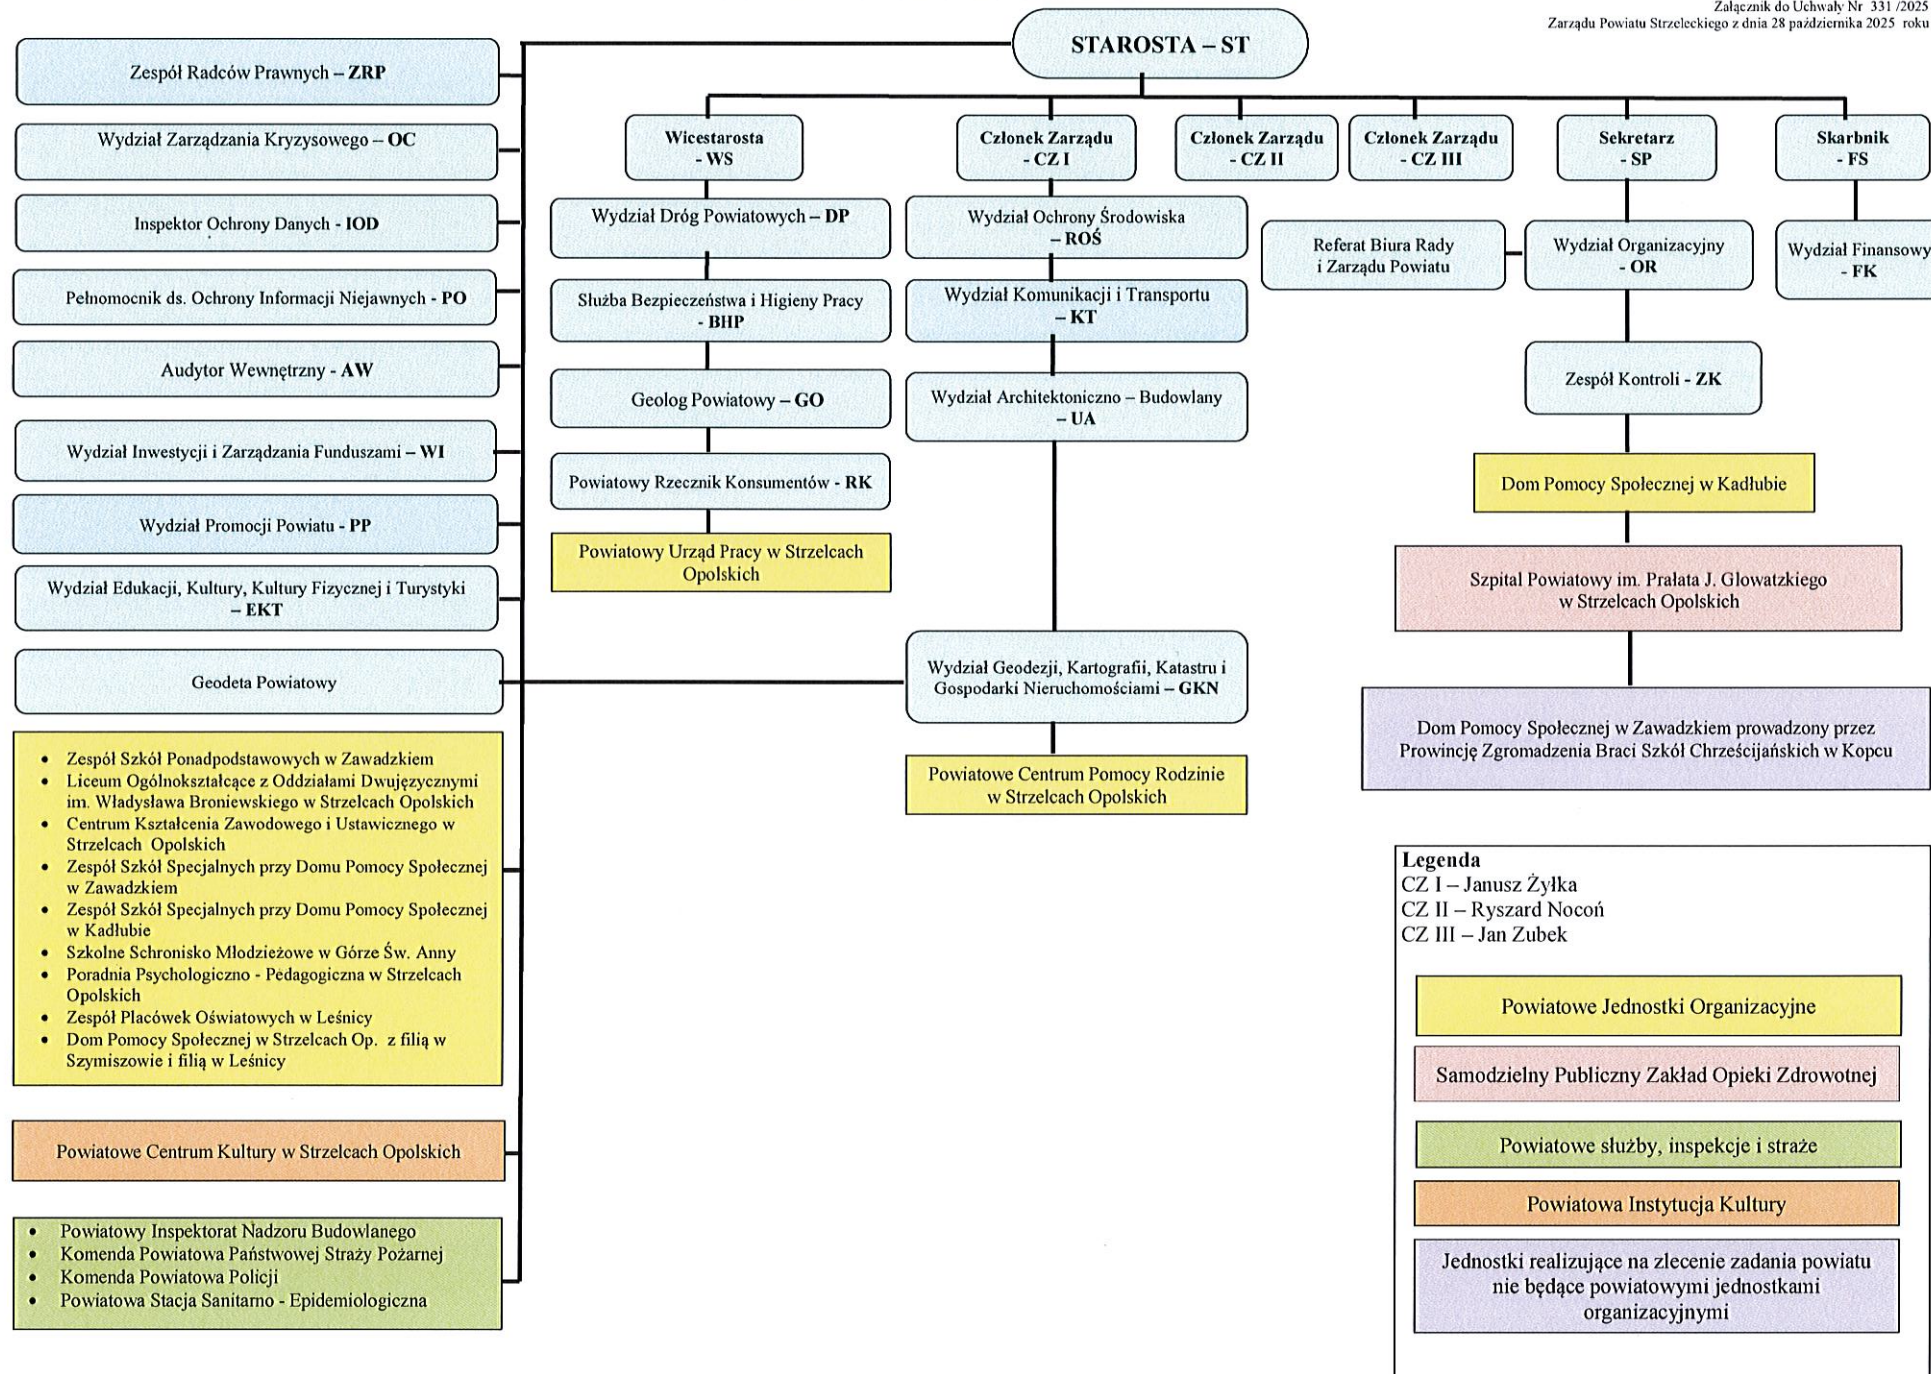 Załącznik do Uchwały Nr 331 /2025
Zarządu Powiatu Strzeleckiego z dnia 28 października 2025 roku
STAROSTA – ST
Zespół Radców Prawnych – ZRP
Wydział Zarządzania Kryzysowego – OC
Inspektor Ochrony Danych - IOD
Pełnomocnik ds. Ochrony Informacji Niejawnych - PO
Audytor Wewnętrzny - AW
Wydział Inwestycji i Zarządzania Funduszami – WI
Wydział Promocji Powiatu - PP
Wydział Edukacji, Kultury, Kultury Fizycznej i Turystyki
– EKT
Geodeta Powiatowy
• Zespół Szkół Ponadpodstawowych w Zawadzkiem
• Liceum Ogólnokształcące z Oddziałami Dwujęzycznymi
im. Władysława Broniewskiego w Strzelcach Opolskich
• Centrum Kształcenia Zawodowego i Ustawicznego w
Strzelcach Opolskich
• Zespół Szkół Specjalnych przy Domu Pomocy Społecznej
w Zawadzkiem
• Zespół Szkół Specjalnych przy Domu Pomocy Społecznej
w Kadłubie
• Szkolne Schronisko Młodzieżowe w Górze Św. Anny
• Poradnia Psychologiczno - Pedagogiczna w Strzelcach
Opolskich
• Zespół Placówek Oświatowych w Leśnicy
• Dom Pomocy Społecznej w Strzelcach Op. z filią w
Szymiszowie i filią w Leśnicy
Powiatowe Centrum Kultury w Strzelcach Opolskich
• Powiatowy Inspektorat Nadzoru Budowlanego
• Komenda Powiatowa Państwowej Straży Pożarnej
• Komenda Powiatowa Policji
• Powiatowa Stacja Sanitarno - Epidemiologiczna
Wicestarosta
- WS
Wydział Dróg Powiatowych – DP
Służba Bezpieczeństwa i Higieny Pracy
- BHP
Geolog Powiatowy – GO
Powiatowy Rzecznik Konsumentów - RK
Powiatowy Urząd Pracy w Strzelcach
Opolskich
Członek Zarządu
- CZ I
Wydział Ochrony Środowiska
– ROŚ
Wydział Komunikacji i Transportu
– KT
Wydział Architektoniczno – Budowlany
– UA
Wydział Geodezji, Kartografii, Katastru i
Gospodarki Nieruchomościami – GKN
Powiatowe Centrum Pomocy Rodzinie
w Strzelcach Opolskich
Członek Zarządu
- CZ II
Członek Zarządu
- CZ III
Sekretarz
- SP
Referat Biura Rady
i Zarządu Powiatu
Wydział Organizacyjny
- OR
Zespół Kontroli - ZK
Dom Pomocy Społecznej w Kadłubie
Szpital Powiatowy im. Prałata J. Glowatzkiego
w Strzelcach Opolskich
Dom Pomocy Społecznej w Zawadzkiem prowadzony przez
Prowincję Zgromadzenia Braci Szkół Chrześcijańskich w Kopcu
Skarbnik
- FS
Wydział Finansowy
- FK
Legenda
CZ I – Janusz Żyłka
CZ II – Ryszard Nocoń
CZ III – Jan Zubek
Powiatowe Jednostki Organizacyjne
Samodzielny Publiczny Zakład Opieki Zdrowotnej
Powiatowe służby, inspekcje i straże
Powiatowa Instytucja Kultury
Jednostki realizujące na zlecenie zadania powiatu
nie będące powiatowymi jednostkami
organizacyjnymi